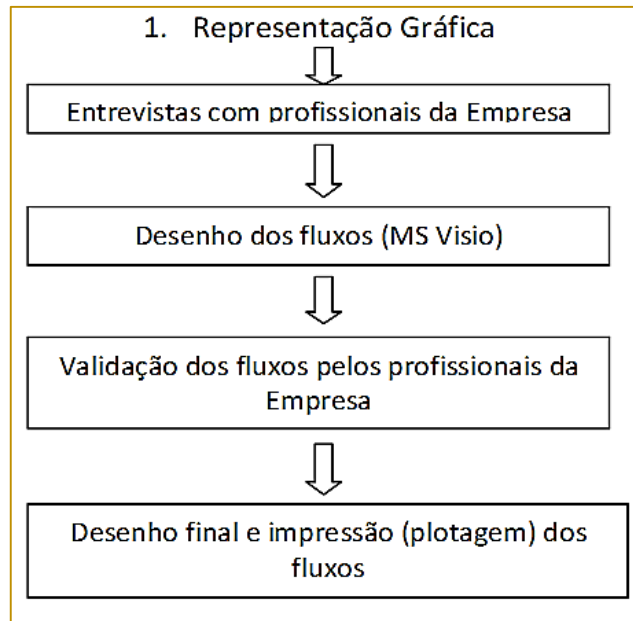 1. Representação Gráfica
Entrevistas com profissionais da Empresa
Desenho dos fluxos (MS Visio)
Validação dos fluxos pelos profissionais da
Empresa
Desenho final e impressão (plotagem) dos
fluxos